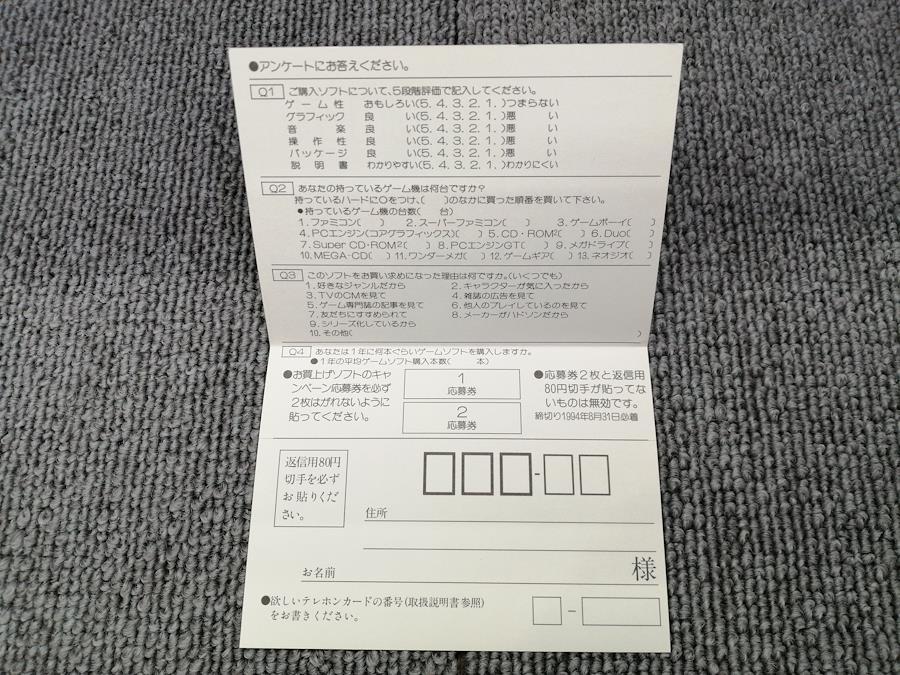 ●アンケートにお答えください。
Q1 ご購入ソフトについて、5段階評価で記入してください。
ゲーム性 おもしろい(5. 4. 3. 2. 1. )つまらない
グラフィック 良い(5. 4. 3. 2. 1. )悪い
音楽 良い(5. 4. 3. 2. 1. )悪い
操作性 良い(5. 4. 3. 2. 1. )悪い
パッケージ 良い(5. 4. 3. 2. 1. )悪い
説明書 わかりやすい(5. 4. 3. 2. 1. )わかりにくい
Q2 あなたの持っているゲーム機は何台ですか?
持っているハードに○をつけ、( )のなかに買った順番を買いて下さい。
●持っているゲーム機の台数( 台)
1. ファミコン( ) 2. スーパーファミコン( ) 3. ゲームボーイ( )
4. PCエンジン(コアグラフィックス)( ) 5. CD・ROM²( ) 6. Duo( )
7. Super CD・ROM²( ) 8. PCエンジンGT( ) 9. メガドライブ( )
10. MEGA-CD( ) 11. ワンダーメガ( ) 12. ゲームギア( ) 13. ネオジオ( )
Q3 このソフトをお買い求めになった理由は何ですか。(いくつでも)
1. 好きなジャンルだから 2. キャラクターが気に入ったから
3. TVのCMを見て 4. 雑誌の広告を見て
5. ゲーム専門誌の記事を見て 6. 他人のプレイしているのを見て
7. 友だちにすすめられて 8. メーカーがハドソンだから
9. シリーズ化しているから
10. その他( )
Q4 あなたは1年に何本ぐらいゲームソフトを購入しますか。
●1年の平均ゲームソフト購入本数( 本)
●お買上げソフトのキャンペーン応募券を必ず2枚はがれないように貼ってください。
1
応募券
2
応募券
●応募券2枚と返信用
80円切手が貼ってな
いものは無効です。
締切り1994年8月31日必着
返信用80円
切手を必ず
お貼りくだ
さい。
-
住所
お名前 様
●欲しいテレホンカードの番号(取扱説明書参照)
をお書きください。
−